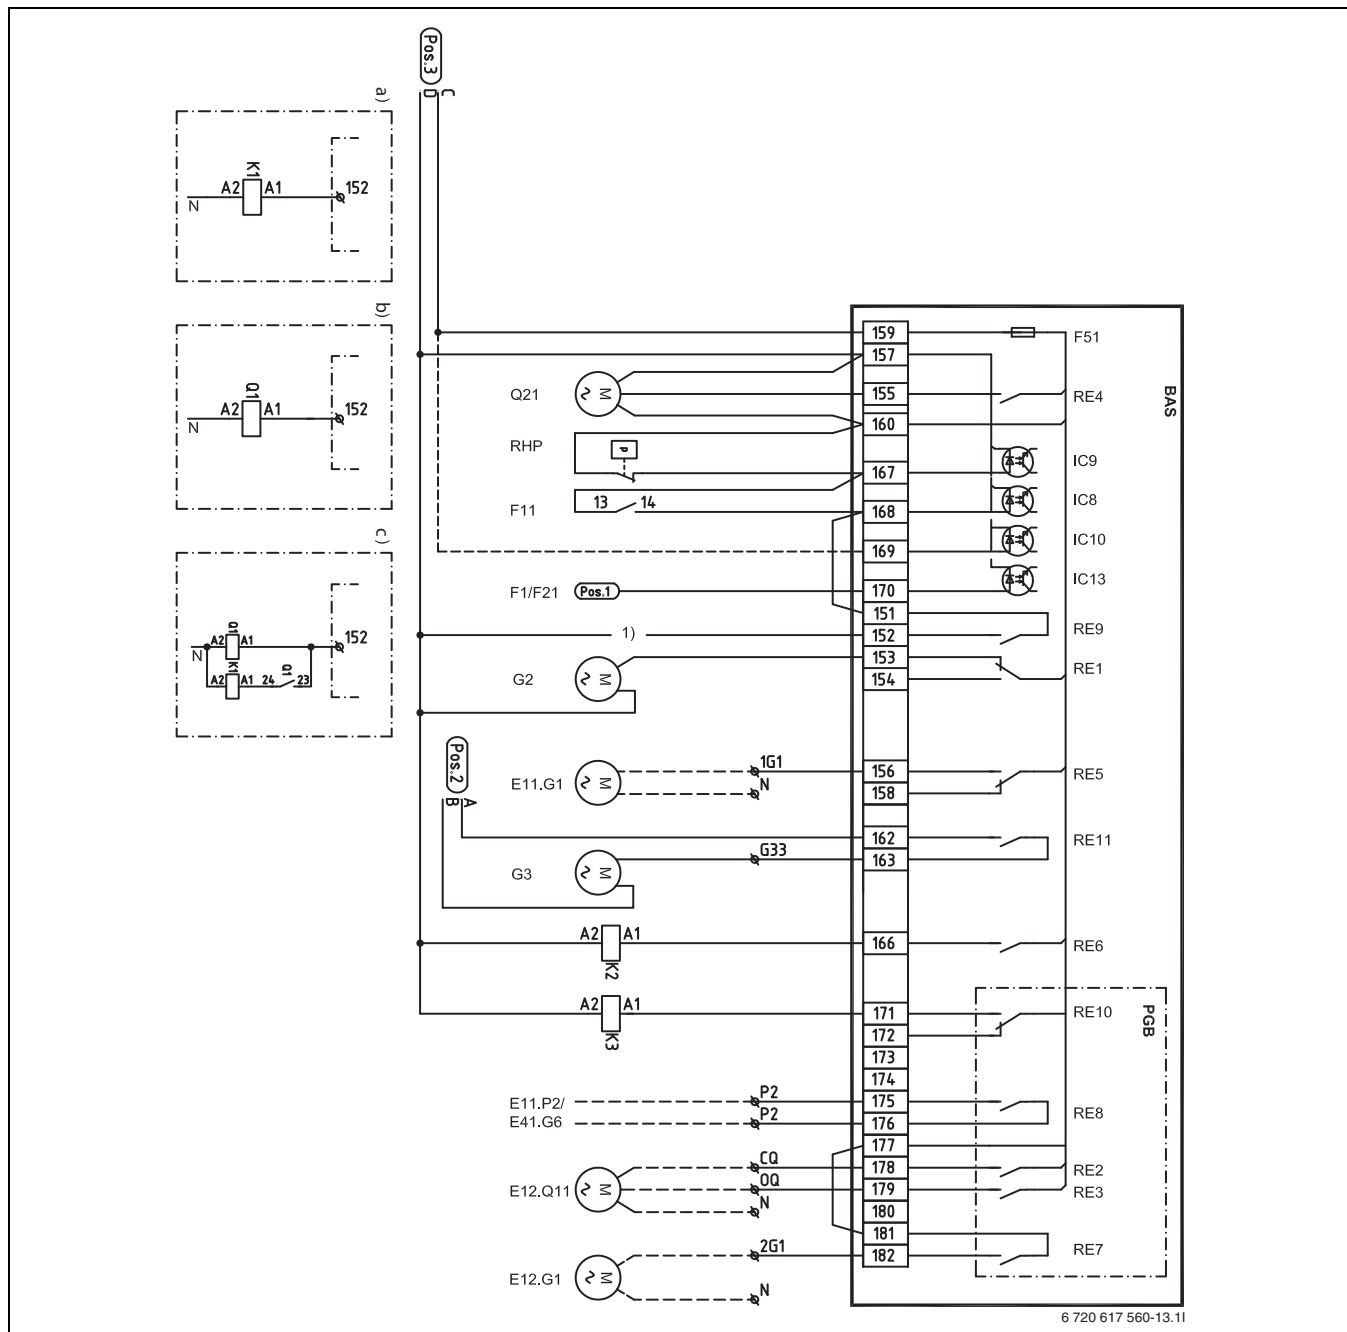 Pos.3
D C
a)
K1
A2 A1 152
N
b)
Q1
A2 A1 152
N
c)
Q1
A2 A1 152
N
K1 Q1
A2 A1 24 23
BAS
159 F51
157
Q21 M 155 RE4
160
RHP P 167 IC9
F11 13 14 168 IC8
169 IC10
F1/F21 Pos.1 170 IC13
151
1) 152 RE9
153
G2 M 154 RE1
Pos.2
B A
E11.G1 M 1G1 156 RE5
N 158
162 RE11
G33 163
G3 M
A2 A1 166 RE6
K2
PGB
A2 A1 171 RE10
K3
172
173
174
E11.P2/ P2 175 RE8
E41.G6 P2 176
177
CQ 178 RE2
E12.Q11 M OQ 179 RE3
N 180
181
2G1 182 RE7
E12.G1 M
N
6 720 617 560-13.1I